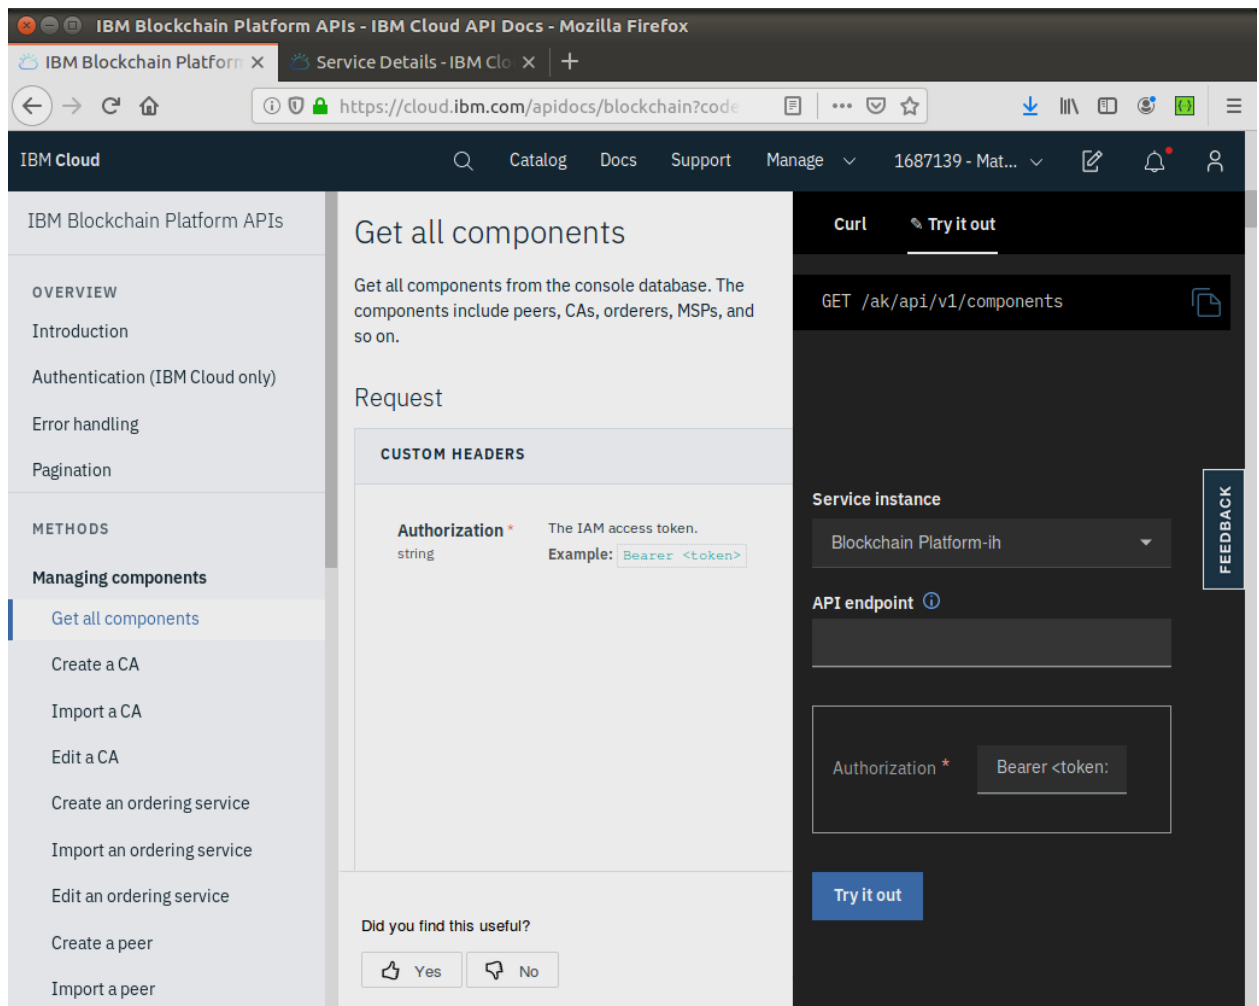 IBM Blockchain Platform APIs - IBM Cloud API Docs - Mozilla Firefox
IBM Blockchain Platform
Service Details - IBM Clo
https://cloud.ibm.com/apidocs/blockchain?code
IBM Cloud
Catalog
Docs
Support
Manage
1687139 - Mat...
IBM Blockchain Platform APIs
OVERVIEW
Introduction
Authentication (IBM Cloud only)
Error handling
Pagination
METHODS
Managing components
Get all components
Create a CA
Import a CA
Edit a CA
Create an ordering service
Import an ordering service
Edit an ordering service
Create a peer
Import a peer
Get all components
Get all components from the console database. The
components include peers, CAs, orderers, MSPs, and
so on.
Request
CUSTOM HEADERS
Authorization *
string
The IAM access token.
Example: Bearer <token>
Did you find this useful?
Yes
No
Curl
✎ Try it out
GET /ak/api/v1/components
Service instance
Blockchain Platform-ih
API endpoint
Authorization *
Bearer <token:
Try it out
FEEDBACK